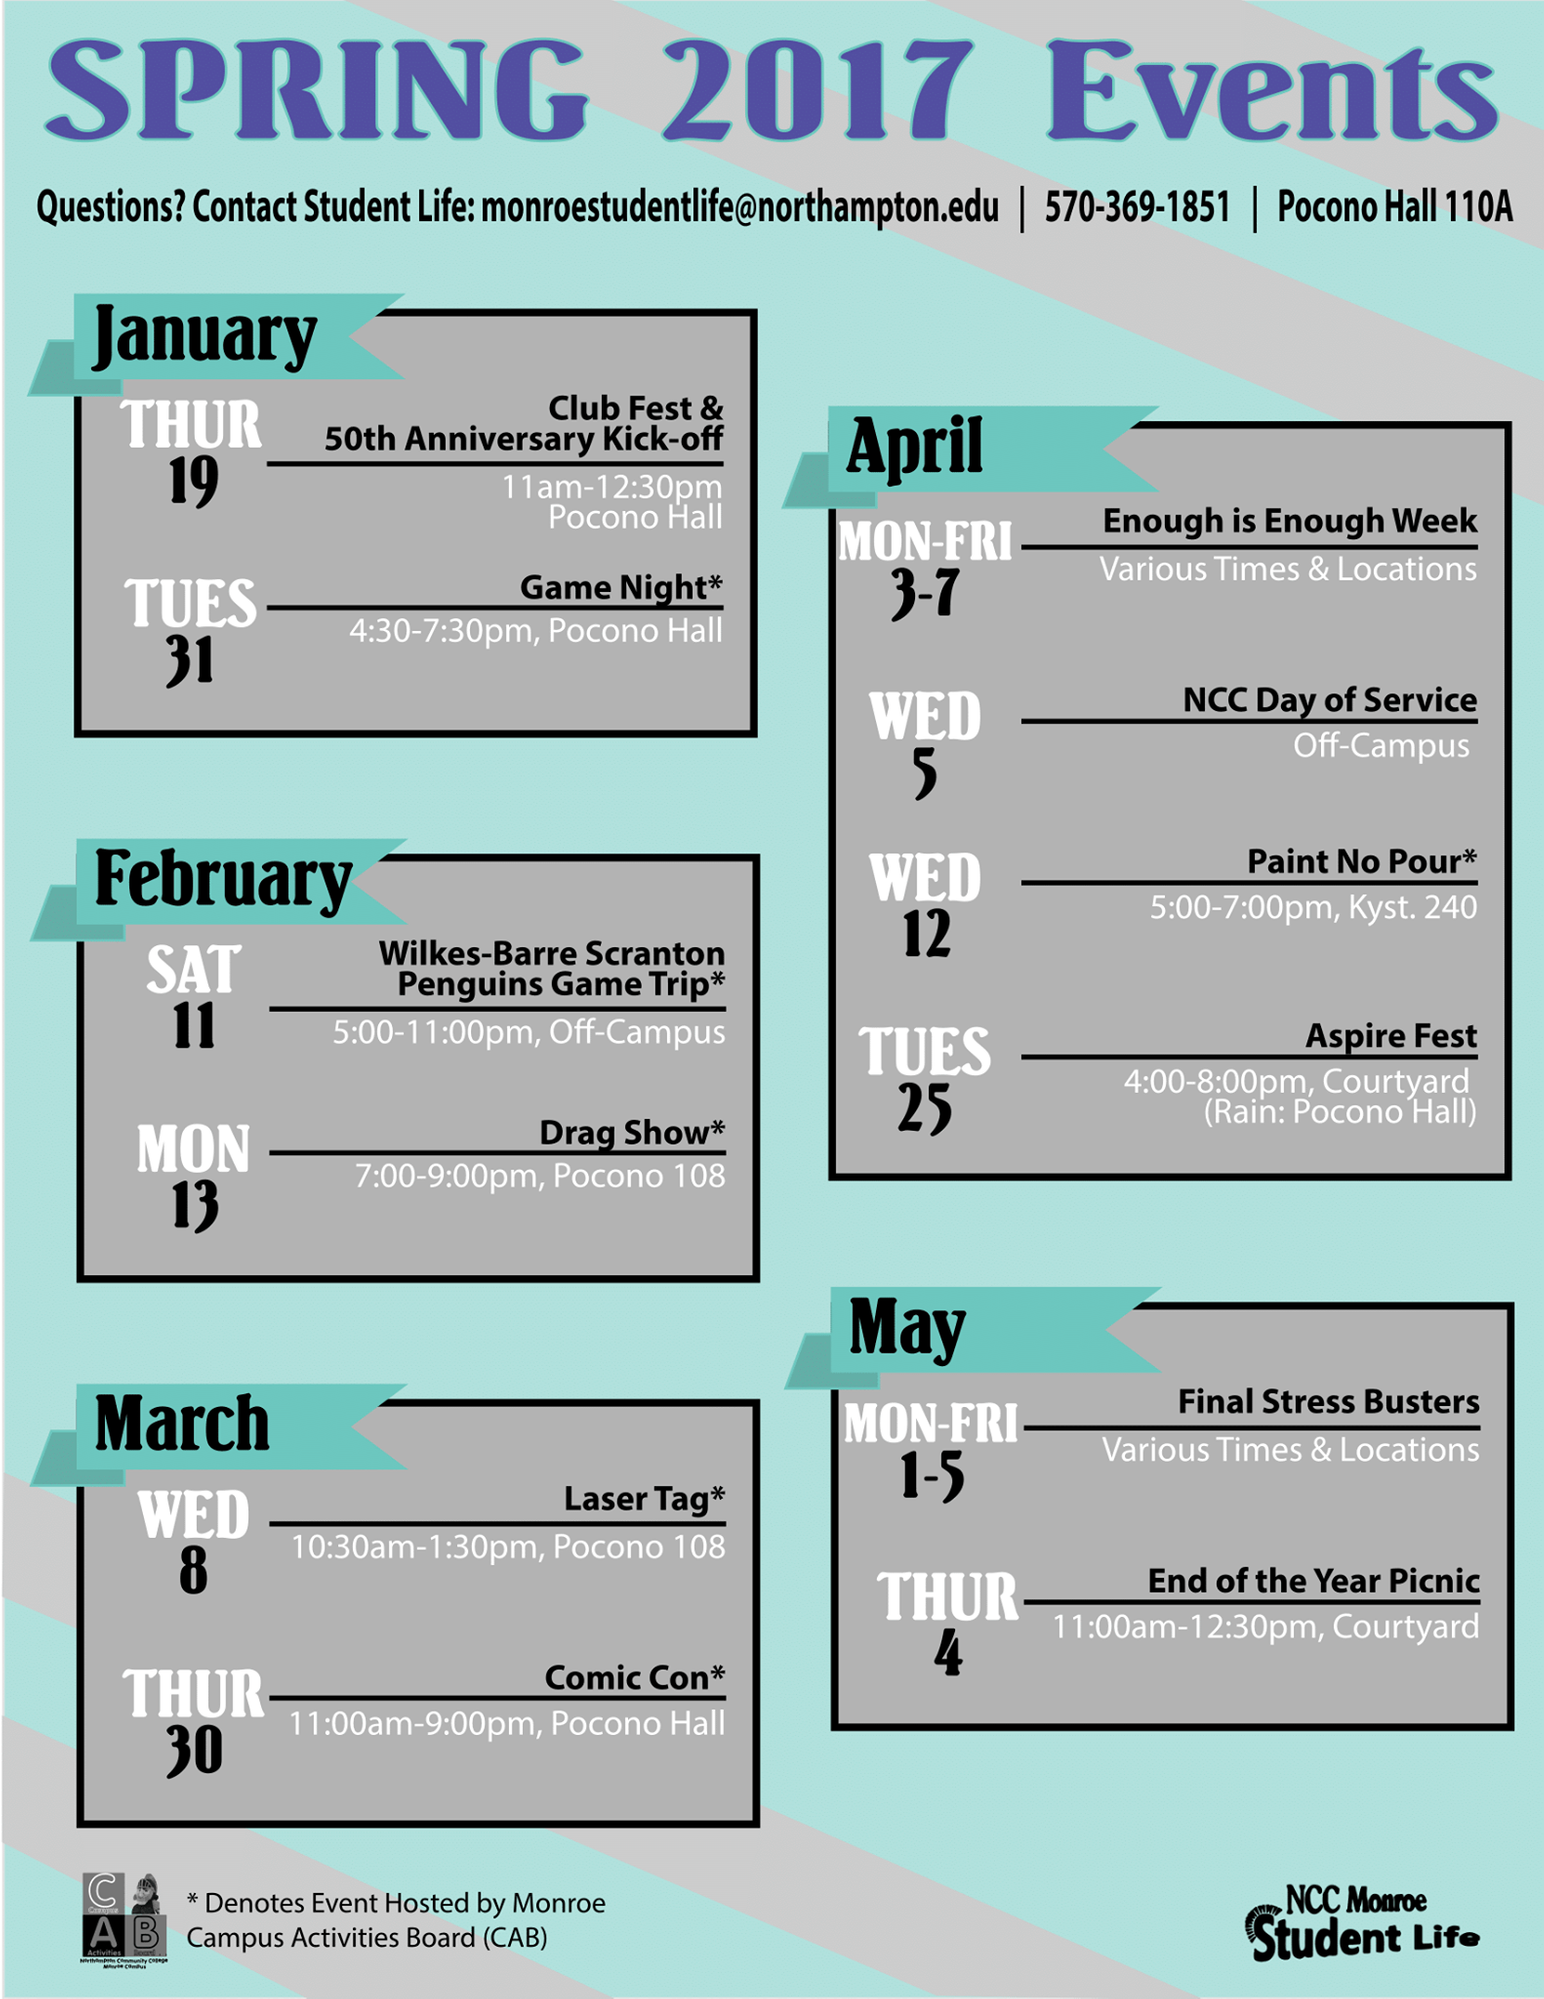 SPRING 2017 Events
Questions? Contact Student Life: monroestudentlife@northampton.edu | 570-369-1851 | Pocono Hall 110A
January
THUR
19
Club Fest &
50th Anniversary Kick-off
11am-12:30pm
Pocono Hall
TUES
31
Game Night*
4:30-7:30pm, Pocono Hall
February
SAT
11
Wilkes-Barre Scranton
Penguins Game Trip*
5:00-11:00pm, Off-Campus
MON
13
Drag Show*
7:00-9:00pm, Pocono 108
March
WED
8
Laser Tag*
10:30am-1:30pm, Pocono 108
THUR
30
Comic Con*
11:00am-9:00pm, Pocono Hall
April
MON-FRI
3-7
Enough is Enough Week
Various Times & Locations
WED
5
NCC Day of Service
Off-Campus
WED
12
Paint No Pour*
5:00-7:00pm, Kyst. 240
TUES
25
Aspire Fest
4:00-8:00pm, Courtyard
(Rain: Pocono Hall)
May
MON-FRI
1-5
Final Stress Busters
Various Times & Locations
THUR
4
End of the Year Picnic
11:00am-12:30pm, Courtyard
C
Campus
A B
Activities Board
Northampton Community College
Monroe Campus
* Denotes Event Hosted by Monroe
Campus Activities Board (CAB)
NCC Monroe
Student Life